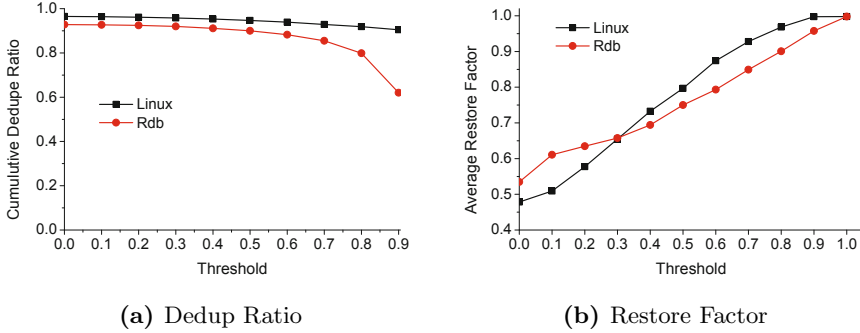 Cumulutive Dedupe Ratio
1.0
0.8
0.6
0.4
0.2
0.0
Linux
Rdb
0.0 0.1 0.2 0.3 0.4 0.5 0.6 0.7 0.8 0.9
Threshold
(a) Dedup Ratio
Average Restore Factor
1.0
0.9
0.8
0.7
0.6
0.5
0.4
Linux
Rdb
0.0 0.1 0.2 0.3 0.4 0.5 0.6 0.7 0.8 0.9 1.0
Threshold
(b) Restore Factor